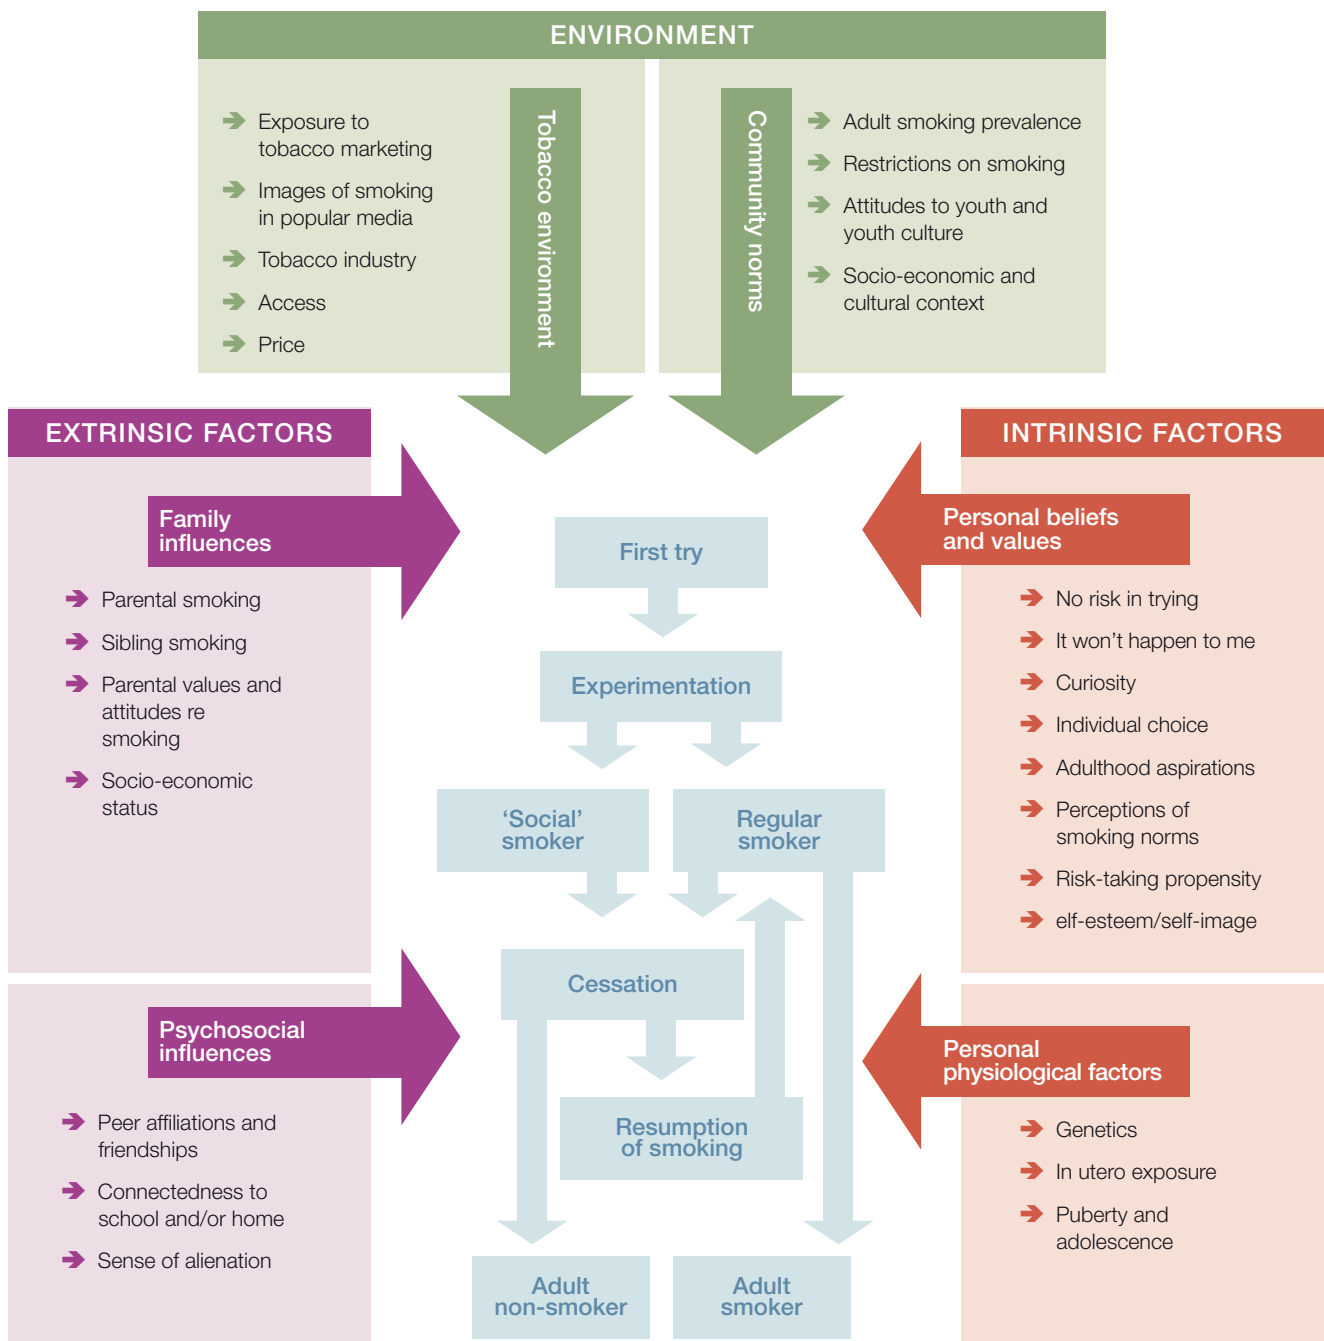 ENVIRONMENT
Exposure to
tobacco marketing
Images of smoking
in popular media
Tobacco industry
Access
Price
Tobacco environment
Community norms
Adult smoking prevalence
Restrictions on smoking
Attitudes to youth and
youth culture
Socio-economic and
cultural context
EXTRINSIC FACTORS
Family
influences
Parental smoking
Sibling smoking
Parental values and
attitudes re
smoking
Socio-economic
status
Psychosocial
influences
Peer affiliations and
friendships
Connectedness to
school and/or home
Sense of alienation
First try
Experimentation
‘Social’
smoker
Regular
smoker
Cessation
Resumption
of smoking
Adult
non-smoker
Adult
smoker
INTRINSIC FACTORS
Personal beliefs
and values
No risk in trying
It won’t happen to me
Curiosity
Individual choice
Adulthood aspirations
Perceptions of
smoking norms
Risk-taking propensity
elf-esteem/self-image
Personal
physiological factors
Genetics
In utero exposure
Puberty and
adolescence